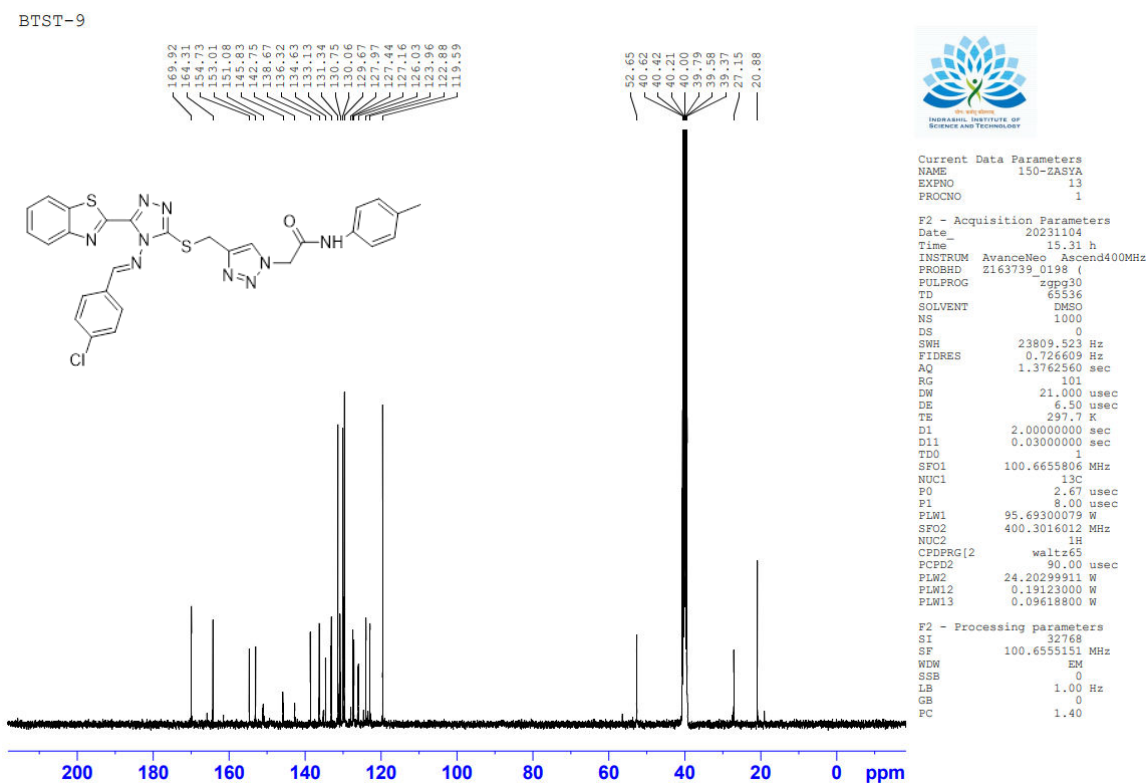 BTST-9
169.92
164.31
154.73
153.01
151.08
145.83
142.75
138.67
136.32
134.63
133.13
131.34
130.75
130.06
129.67
127.97
127.44
127.16
126.03
123.96
122.88
119.59
52.65
40.62
40.42
40.21
40.00
39.79
39.58
39.37
27.15
20.88
S
N
N
N
N
S
N
Cl
N
N
N
O
NH
INDRASHIL INSTITUTE OF
SCIENCE AND TECHNOLOGY
Current Data Parameters
NAME 150-ZASYA
EXPNO 13
PROCNO 1
F2 - Acquisition Parameters
Date_ 20231104
Time 15.31 h
INSTRUM AvanceNeo Ascend400MHz
PROBHD Z163739_0198 (
PULPROG zgpg30
TD 65536
SOLVENT DMSO
NS 1000
DS 0
SWH 23809.523 Hz
FIDRES 0.726609 Hz
AQ 1.3762560 sec
RG 101
DW 21.000 usec
DE 6.50 usec
TE 297.7 K
D1 2.00000000 sec
D11 0.03000000 sec
TD0 1
SFO1 100.6655806 MHz
NUC1 13C
P0 2.67 usec
P1 8.00 usec
PLW1 95.69300079 W
SFO2 400.3016012 MHz
NUC2 1H
CPDPRG[2 waltz65
PCPD2 90.00 usec
PLW2 24.20299911 W
PLW12 0.19123000 W
PLW13 0.09618800 W
F2 - Processing parameters
SI 32768
SF 100.6555151 MHz
WDW EM
SSB 0
LB 1.00 Hz
GB 0
PC 1.40
200 180 160 140 120 100 80 60 40 20 0 ppm